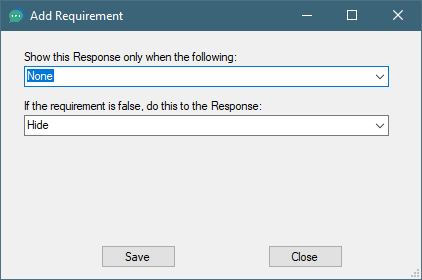 Add Requirement
Show this Response only when the following:
None
If the requirement is false, do this to the Response:
Hide
Save Close